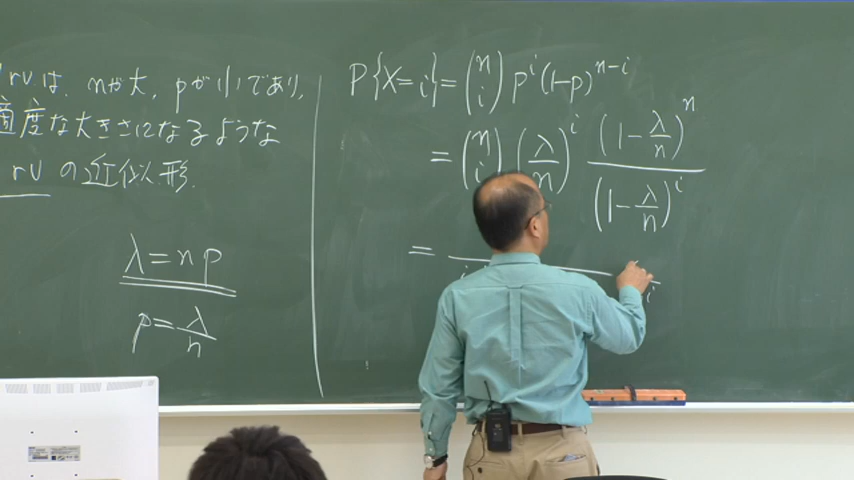 rv は, nが大, pが小であり,
適度な大きさになるような
rv の近似形.
λ = np
p = λ/n
P{X=i} = (n i) p^i (1-p)^{n-i}
= (n i) (λ/n)^i (1-λ/n)^n / (1-λ/n)^i
=